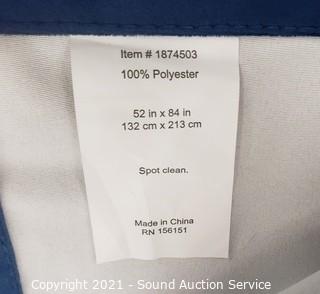 Item # 1874503
100% Polyester
52 in x 84 in
132 cm x 213 cm
Spot clean.
Made in China
RN 156151
Copyright 2021 - Sound Auction Service